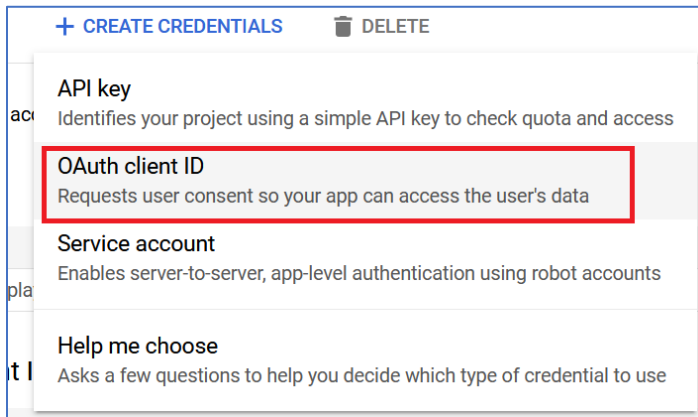 + CREATE CREDENTIALS DELETE
API key
Identifies your project using a simple API key to check quota and access
OAuth client ID
Requests user consent so your app can access the user's data
Service account
Enables server-to-server, app-level authentication using robot accounts
Help me choose
Asks a few questions to help you decide which type of credential to use